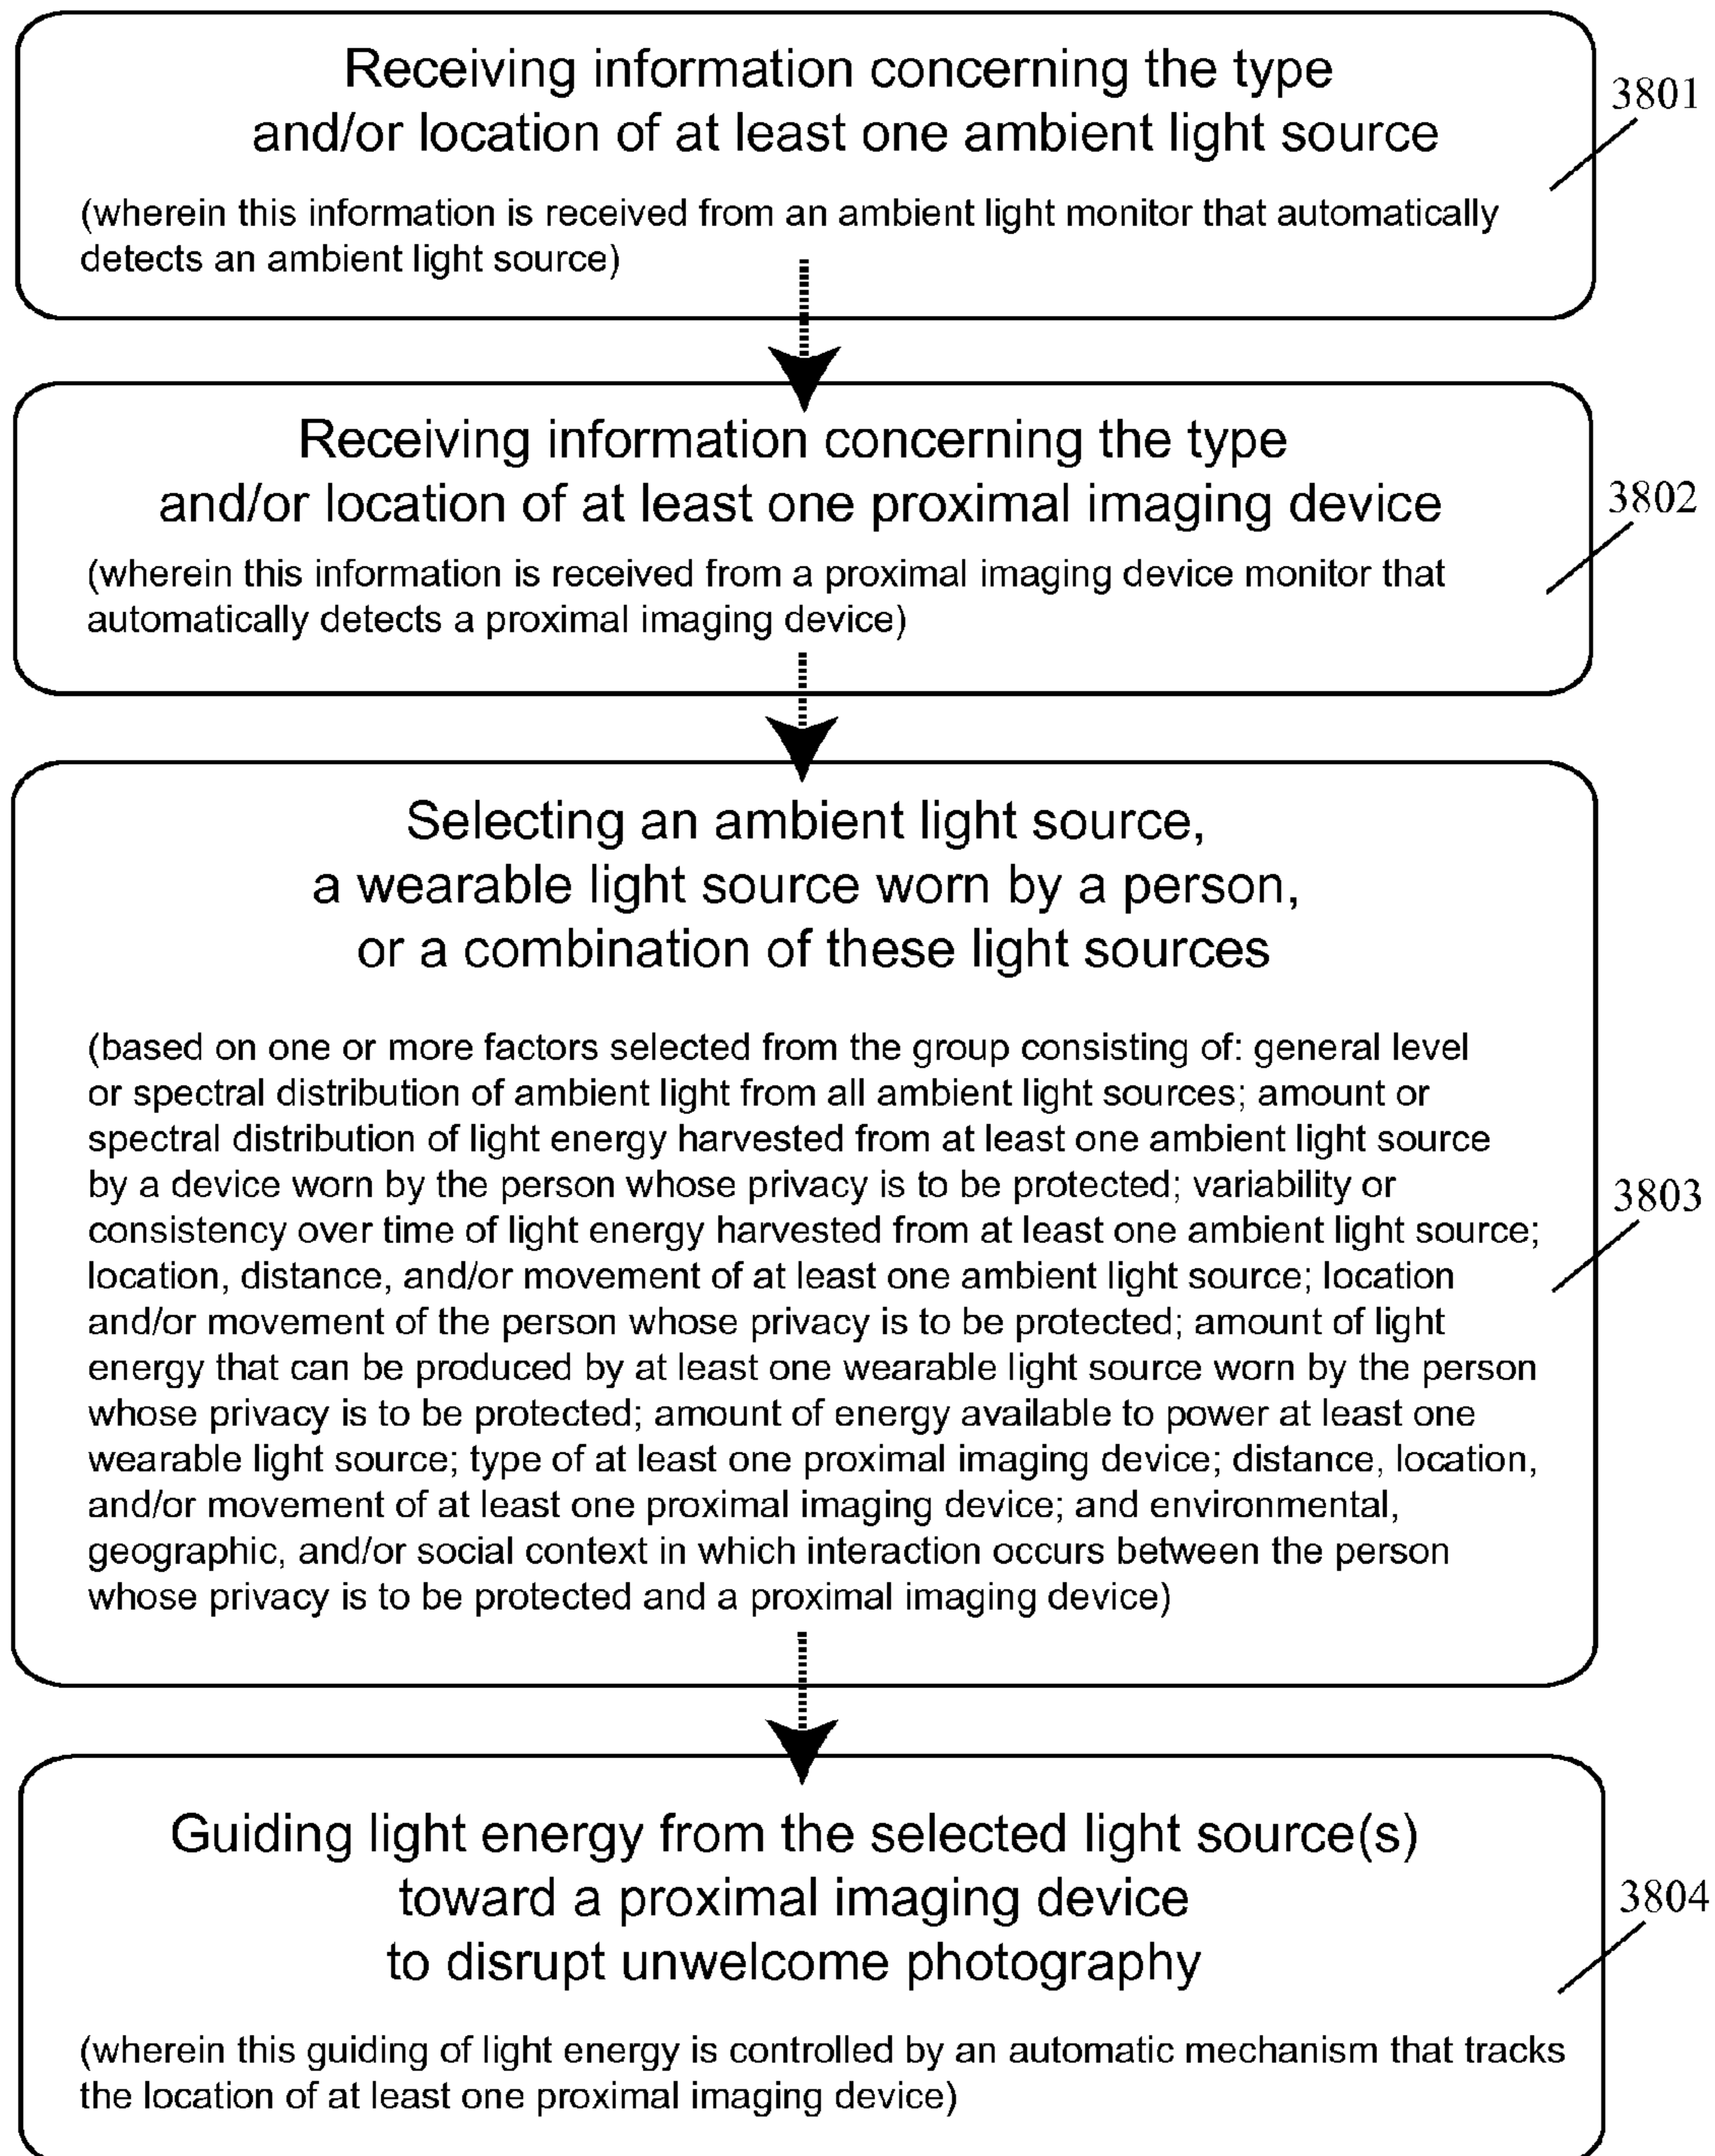 Receiving information concerning the type
and/or location of at least one ambient light source
3801
(wherein this information is received from an ambient light monitor that automatically
detects an ambient light source)
Receiving information concerning the type
and/or location of at least one proximal imaging device
3802
(wherein this information is received from a proximal imaging device monitor that
automatically detects a proximal imaging device)
Selecting an ambient light source,
a wearable light source worn by a person,
or a combination of these light sources
(based on one or more factors selected from the group consisting of: general level
or spectral distribution of ambient light from all ambient light sources; amount or
spectral distribution of light energy harvested from at least one ambient light source
by a device worn by the person whose privacy is to be protected; variability or
consistency over time of light energy harvested from at least one ambient light source;
3803
location, distance, and/or movement of at least one ambient light source; location
and/or movement of the person whose privacy is to be protected; amount of light
energy that can be produced by at least one wearable light source worn by the person
whose privacy is to be protected; amount of energy available to power at least one
wearable light source; type of at least one proximal imaging device; distance, location,
and/or movement of at least one proximal imaging device; and environmental,
geographic, and/or social context in which interaction occurs between the person
whose privacy is to be protected and a proximal imaging device)
Guiding light energy from the selected light source(s)
toward a proximal imaging device
3804
to disrupt unwelcome photography
(wherein this guiding of light energy is controlled by an automatic mechanism that tracks
the location of at least one proximal imaging device)